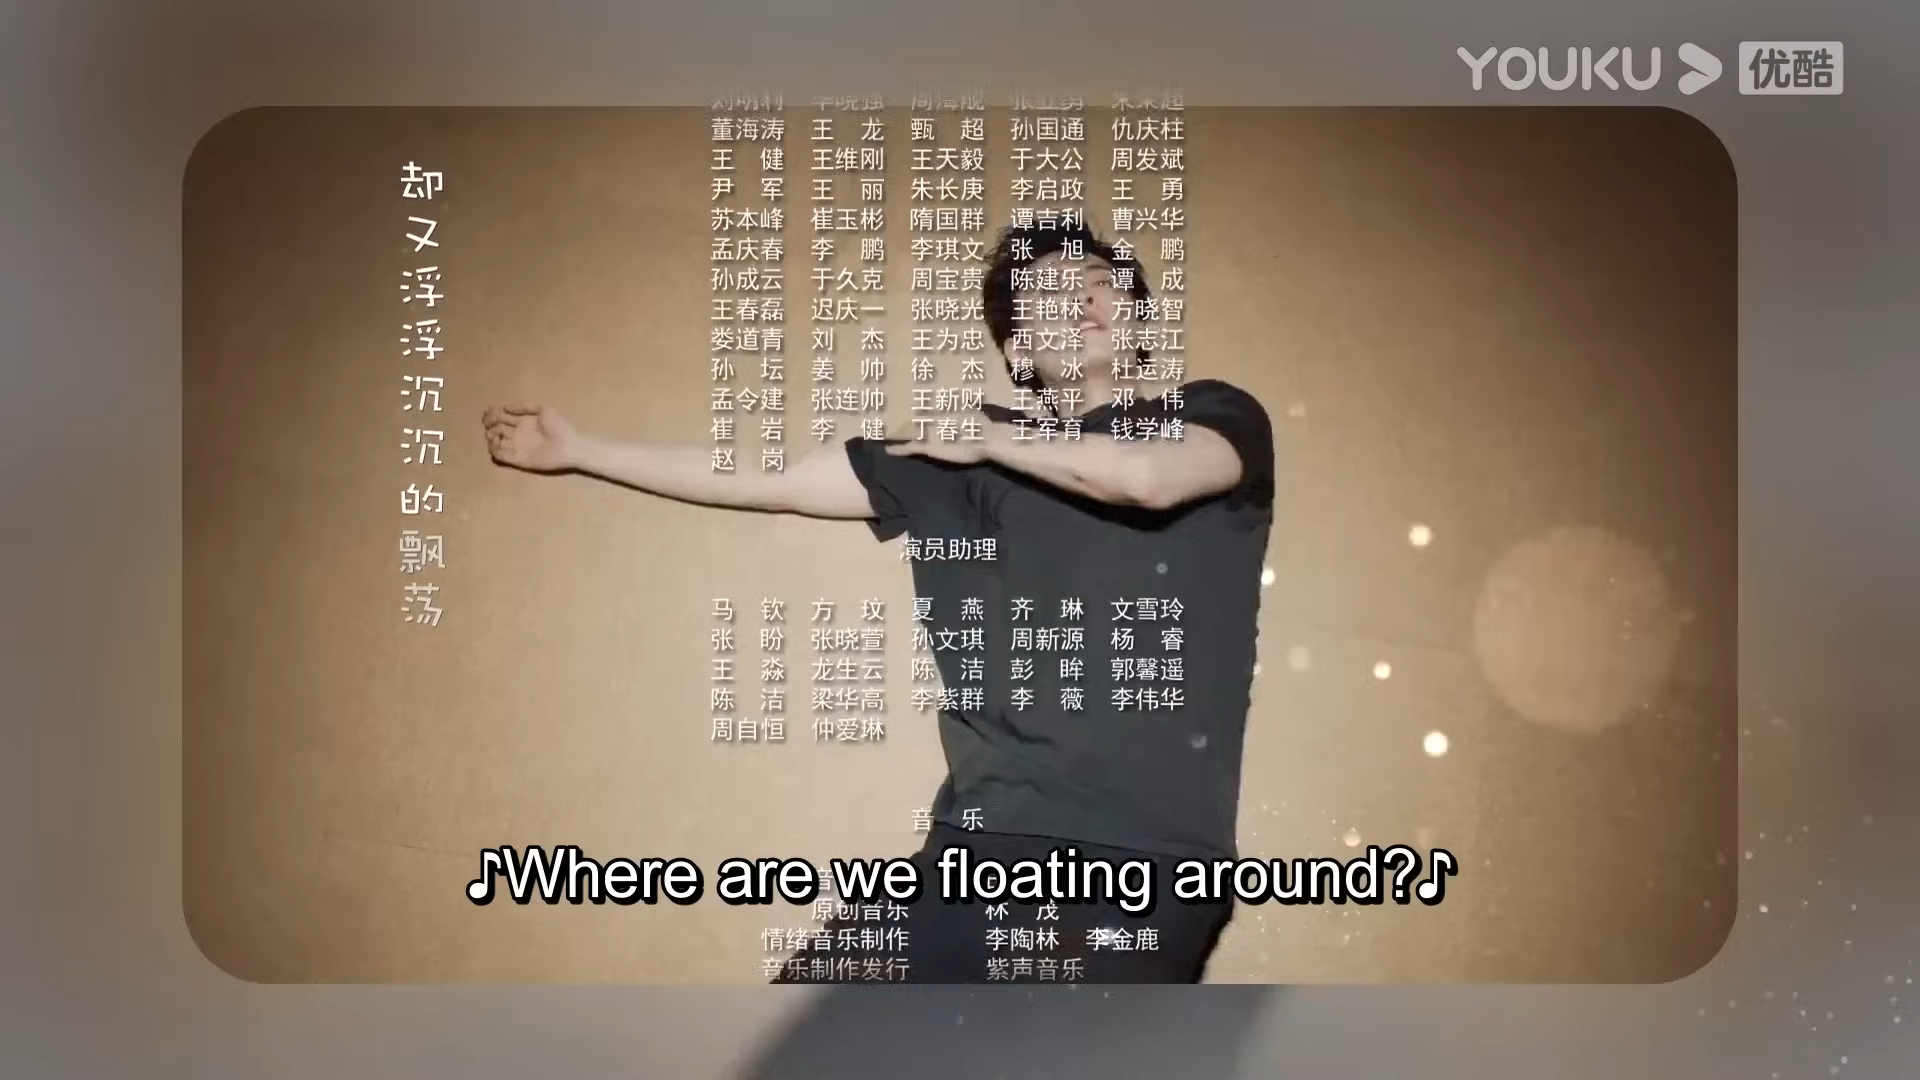 YOUKU 优酷
却又浮浮沉沉的飘荡
董海涛 王 龙 甄 超 孙国通 仇庆柱
王 健 王维刚 王天毅 于大公 周发斌
尹 军 王 丽 朱长庚 李启政 王 勇
苏本峰 崔玉彬 隋国群 谭吉利 曹兴华
孟庆春 李 鹏 李琪文 张 旭 金 鹏
孙成云 于久克 周宝贵 陈建乐 谭 成
王春磊 迟庆一 张晓光 王艳林 方晓智
娄道青 刘 杰 王为忠 西文泽 张志江
孙 坛 姜 帅 徐 杰 穆 冰 杜运涛
孟令建 张连帅 王新财 王燕平 邓 伟
崔 岩 李 健 丁春生 王军育 钱学峰
赵 岗
演员助理
马 钦 方 玟 夏 燕 齐 琳 文雪玲
张 盼 张晓萱 孙文琪 周新源 杨 睿
王 淼 龙生云 陈 洁 彭 眸 郭馨遥
陈 洁 梁华高 李紫群 李 薇 李伟华
周自恒 仲爱琳
音 乐
♪Where are we floating around?♪
原创音乐 林 茂
情绪音乐制作 李陶林 李金鹿
音乐制作发行 紫声音乐